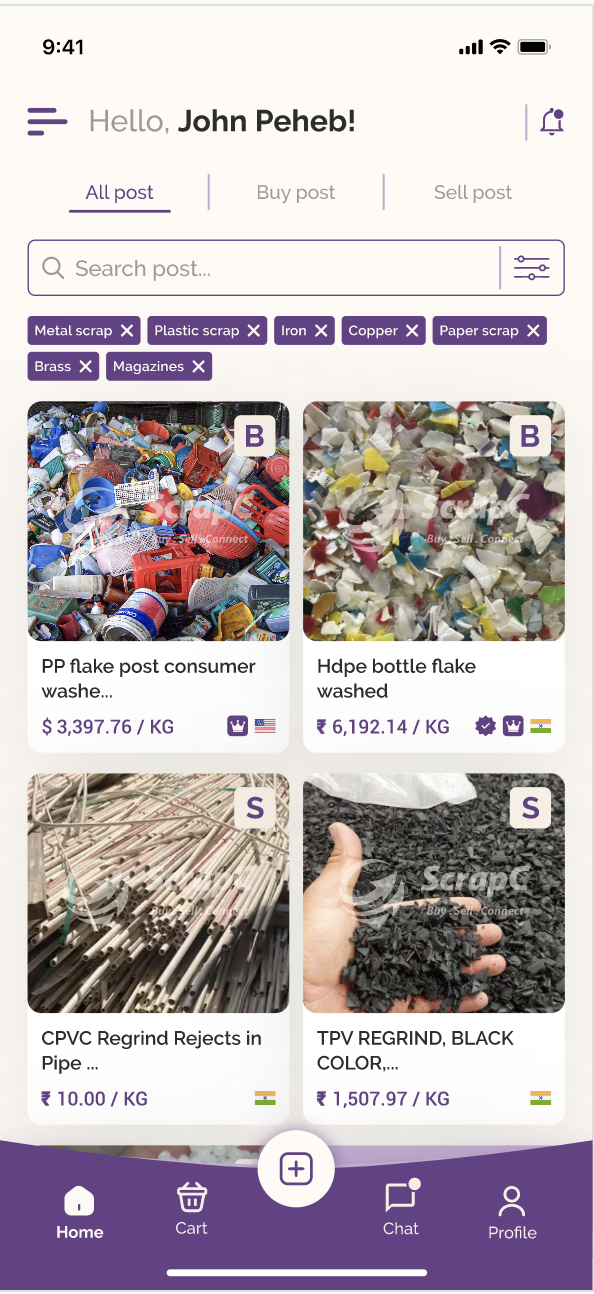 9:41
Hello, John Peheb!
All post
Buy post
Sell post
Search post...
Metal scrap
Plastic scrap
Iron
Copper
Paper scrap
Brass
Magazines
B
ScrapC
Buy . Sell . Connect
B
ScrapC
Buy . Sell . Connect
PP flake post consumer
washe...
$ 3,397.76 / KG
Hdpe bottle flake
washed
₹ 6,192.14 / KG
S
ScrapC
Buy . Sell . Connect
S
ScrapC
Buy . Sell . Connect
CPVC Regrind Rejects in
Pipe ...
₹ 10.00 / KG
TPV REGRIND, BLACK
COLOR,...
₹ 1,507.97 / KG
Home
Cart
Chat
Profile